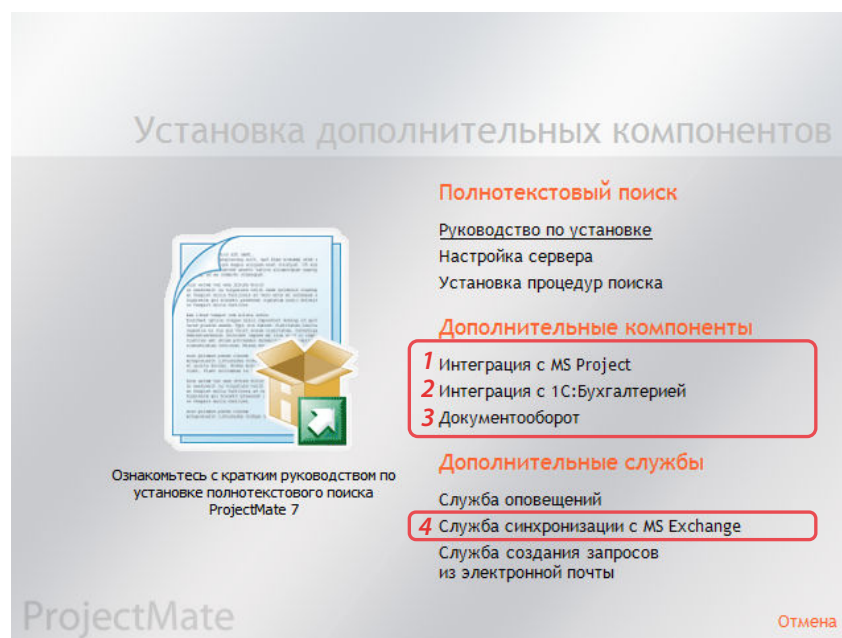 Установка дополнительных компонентов
Полнотекстовый поиск
Руководство по установке
Настройка сервера
Установка процедур поиска
Дополнительные компоненты
1 Интеграция с MS Project
2 Интеграция с 1С:Бухгалтерией
3 Документооборот
Дополнительные службы
Служба оповещений
4 Служба синхронизации с MS Exchange
Служба создания запросов
из электронной почты
Ознакомьтесь с кратким руководством по
установке полнотекстового поиска
ProjectMate 7
ProjectMate
Отмена